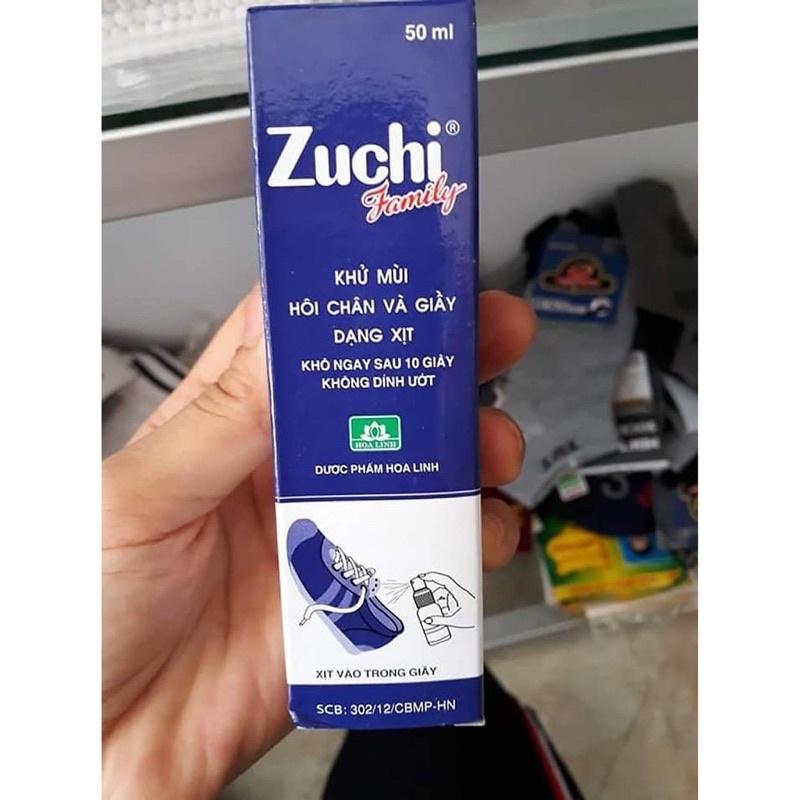 50 ml
Zuchi®
Family
KHỬ MÙI
HÔI CHÂN VÀ GIẦY
DẠNG XỊT
KHÔ NGAY SAU 10 GIÂY
KHÔNG DÍNH ƯỚT
HOA LINH
DƯỢC PHẨM HOA LINH
XỊT VÀO TRONG GIẦY
SCB: 302/12/CBMP-HN